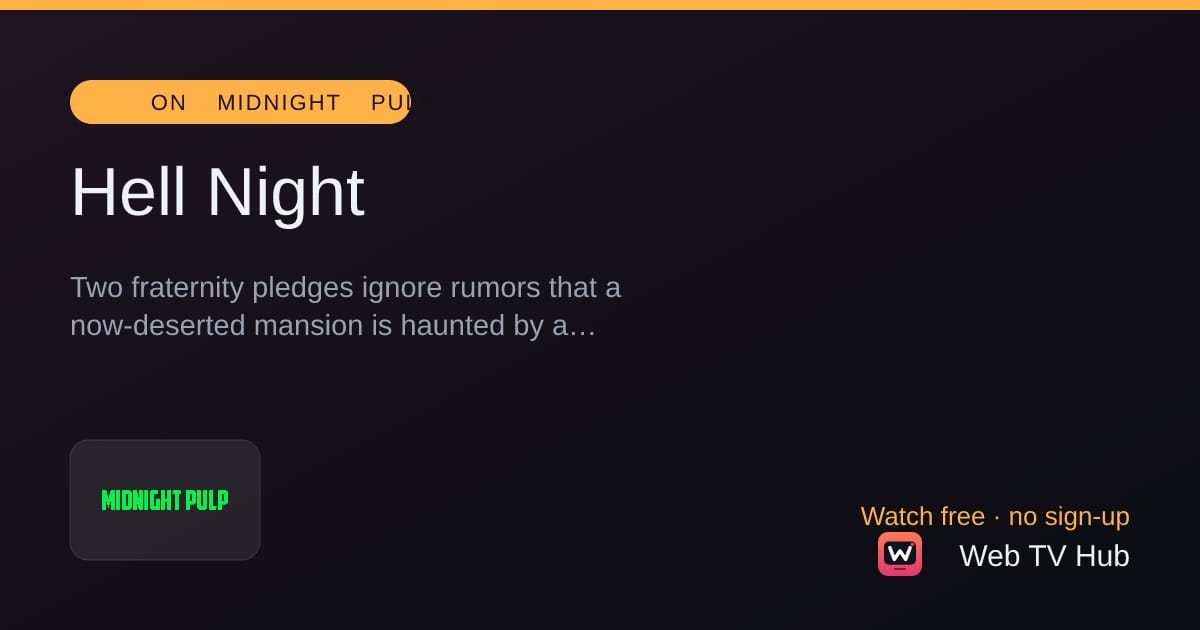 ON MIDNIGHT PULP
Hell Night
Two fraternity pledges ignore rumors that a
now-deserted mansion is haunted by a…
MIDNIGHT PULP
Watch free · no sign-up
W
Web TV Hub